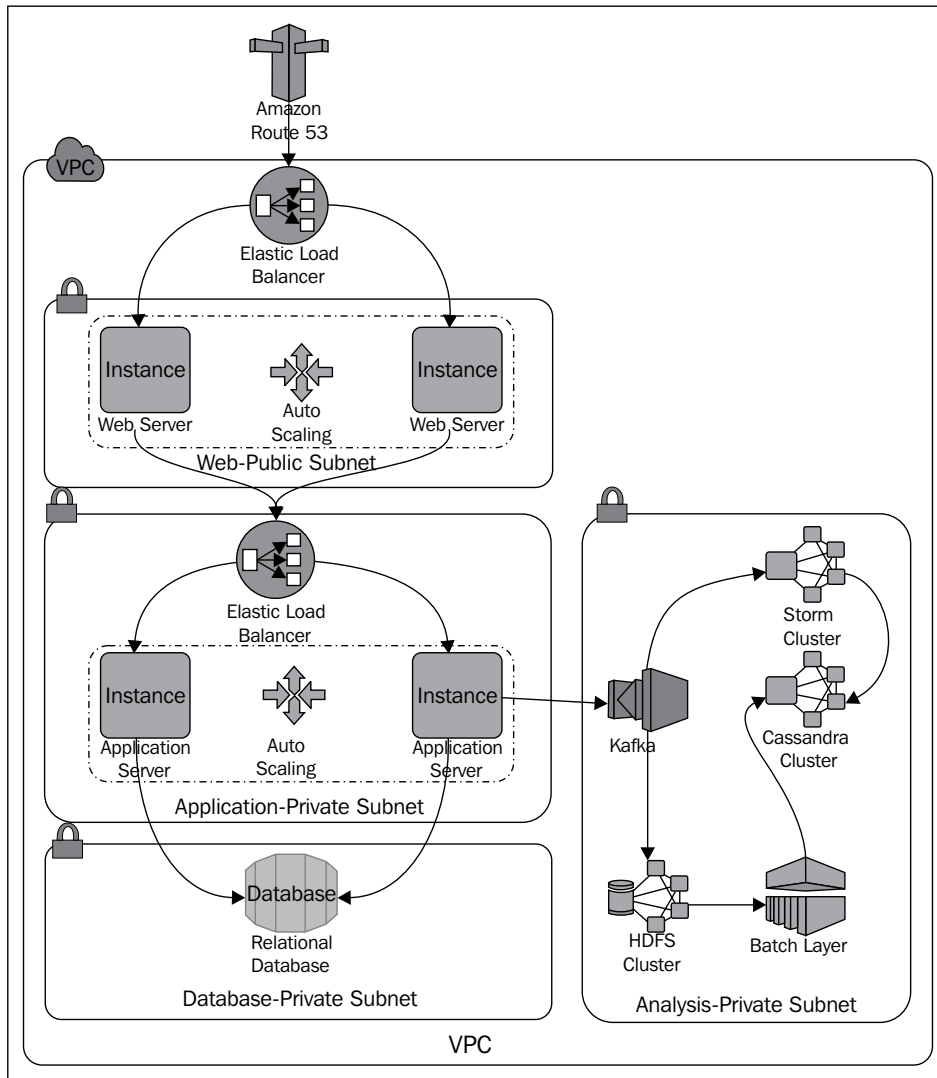 Amazon
Route 53
VPC
Elastic Load
Balancer
Instance
Instance
Auto
Scaling
Web Server
Web Server
Web-Public Subnet
Elastic Load
Balancer
Instance
Instance
Auto
Scaling
Application
Server
Application
Server
Application-Private Subnet
Database
Relational
Database
Database-Private Subnet
Storm
Cluster
Kafka
Cassandra
Cluster
HDFS
Cluster
Batch Layer
Analysis-Private Subnet
VPC